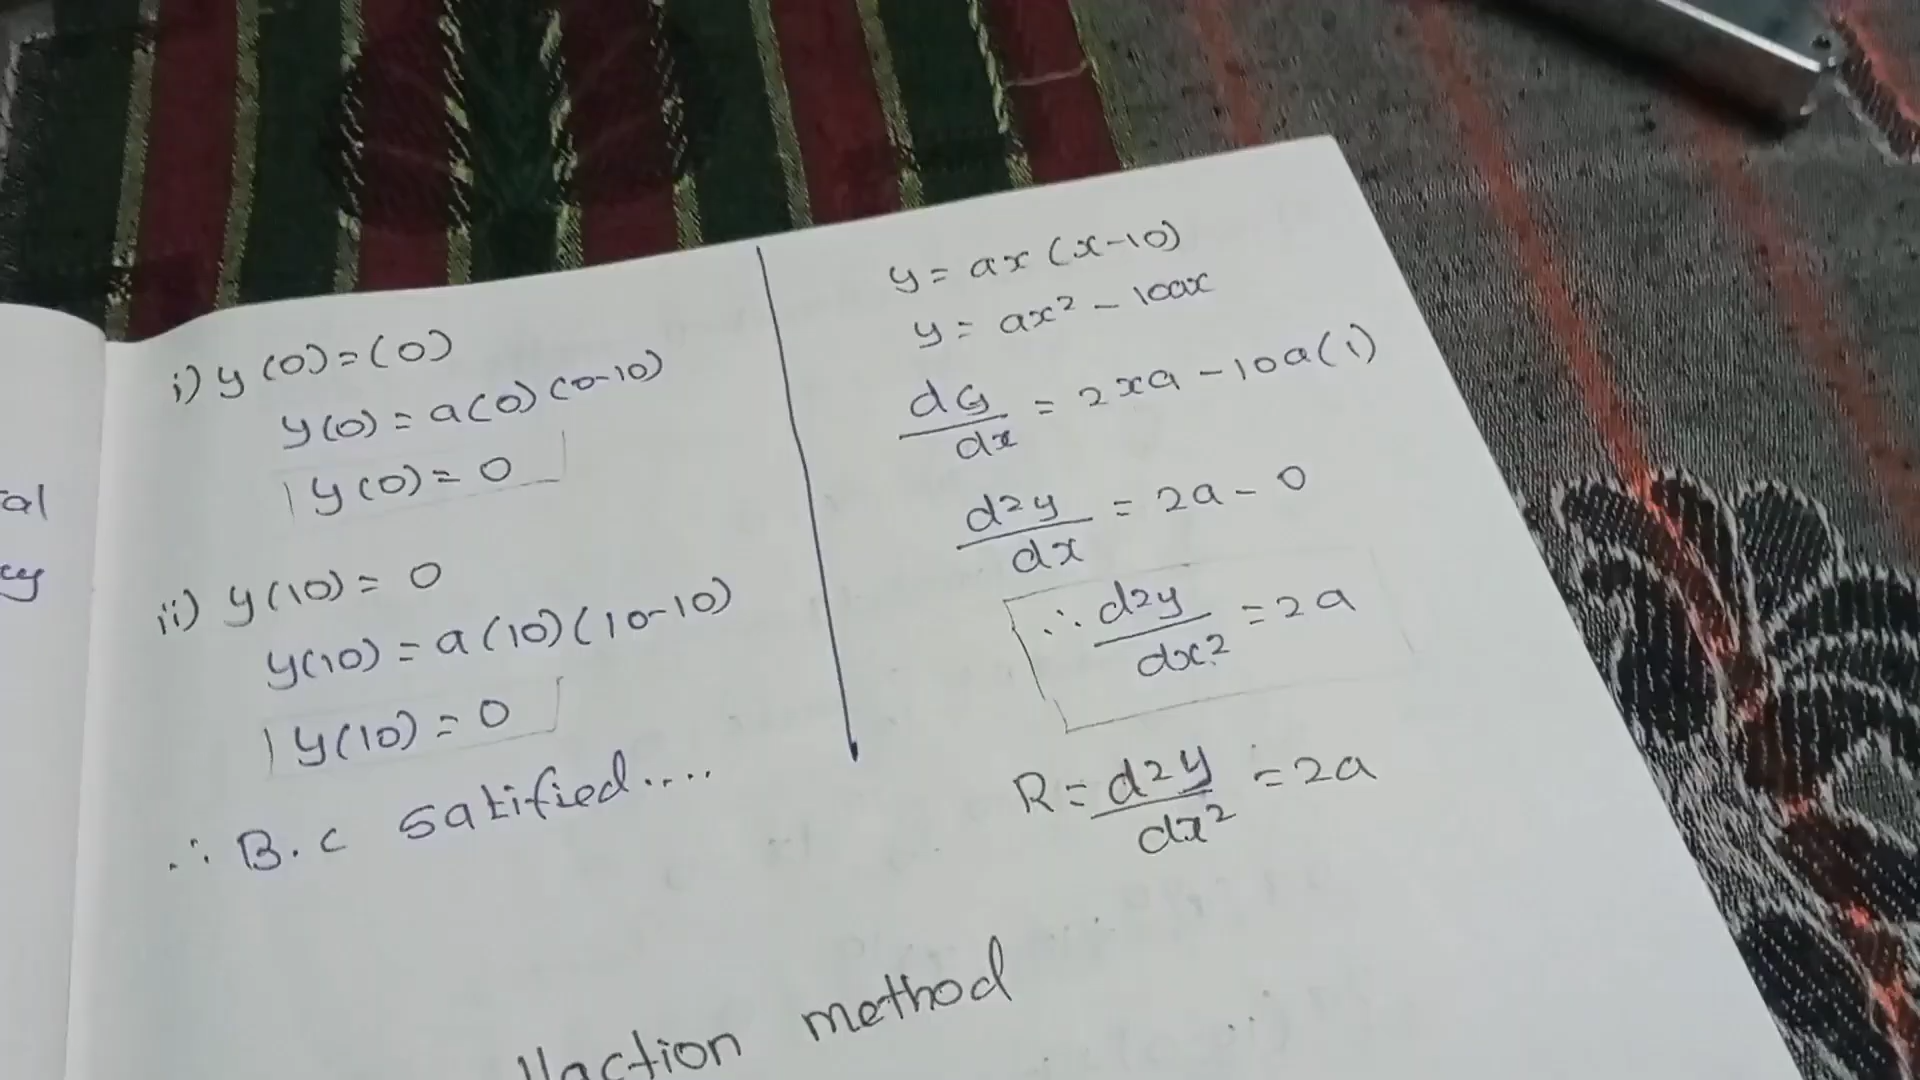 al
cy
i) y(0)=(0)
y(0) = a(0)(0-10)
y(0) = 0
ii) y(10) = 0
y(10) = a(10)(10-10)
y(10) = 0
∴ B.c satified....
y = ax(x-10)
y = ax² - 10ax
dy/dx = 2xa - 10a(1)
d2y/dx = 2a - 0
∴ d2y/dx² = 2a
R = d2y/dx² = 2a
method